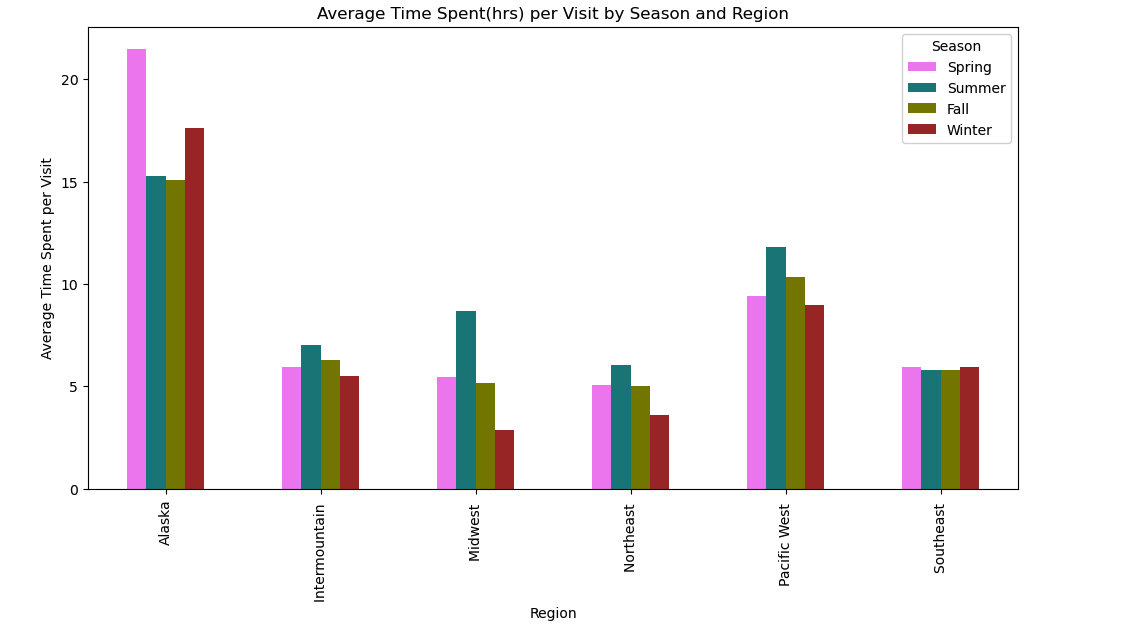 Average Time Spent(hrs) per Visit by Season and Region
Season
Spring
Summer
Fall
Winter
Average Time Spent per Visit
20
15
10
5
0
Alaska
Intermountain
Midwest
Northeast
Pacific West
Southeast
Region